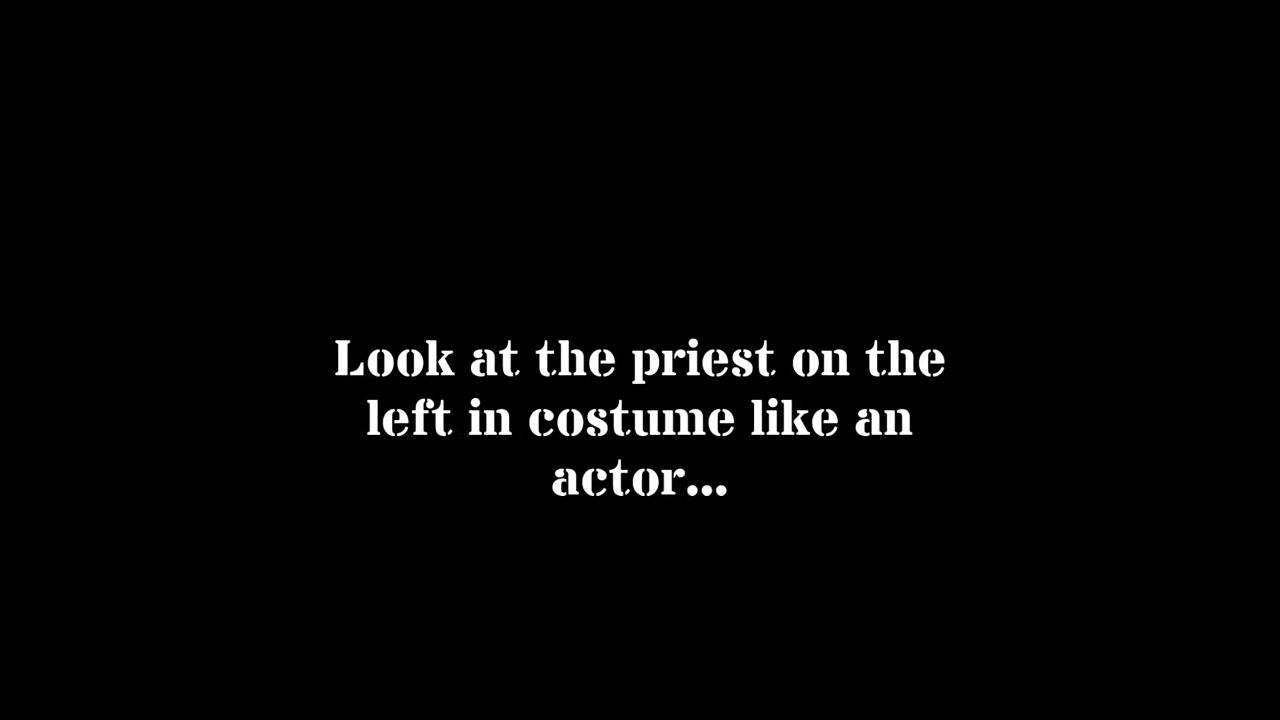 Look at the priest on the
left in costume like an
actor...